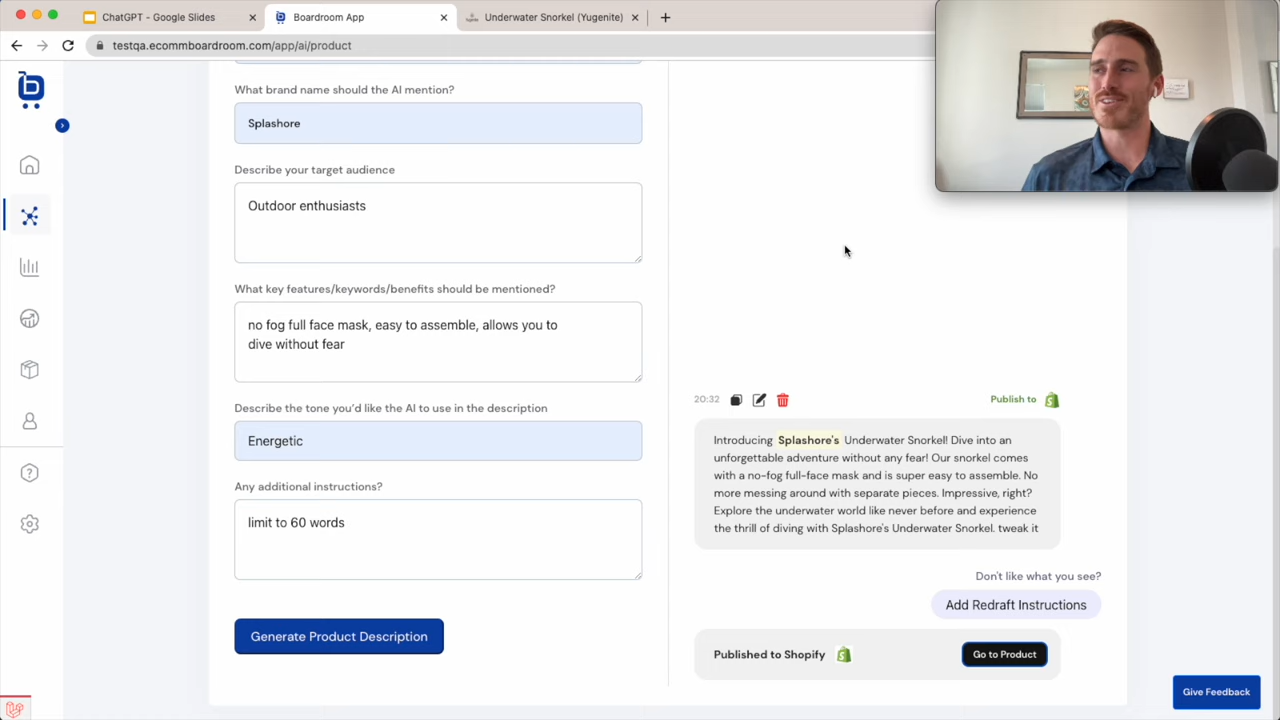 ChatGPT - Google Slides
Boardroom App
Underwater Snorkel (Yugenite)
testqa.ecommboardroom.com/app/ai/product
What brand name should the AI mention?
Splashore
Describe your target audience
Outdoor enthusiasts
What key features/keywords/benefits should be mentioned?
no fog full face mask, easy to assemble, allows you to
dive without fear
Describe the tone you'd like the AI to use in the description
Energetic
Any additional instructions?
limit to 60 words
Generate Product Description
20:32
Publish to
Introducing Splashore's Underwater Snorkel! Dive into an
unforgettable adventure without any fear! Our snorkel comes
with a no-fog full-face mask and is super easy to assemble. No
more messing around with separate pieces. Impressive, right?
Explore the underwater world like never before and experience
the thrill of diving with Splashore's Underwater Snorkel. tweak it
Don't like what you see?
Add Redraft Instructions
Published to Shopify
Go to Product
Give Feedback